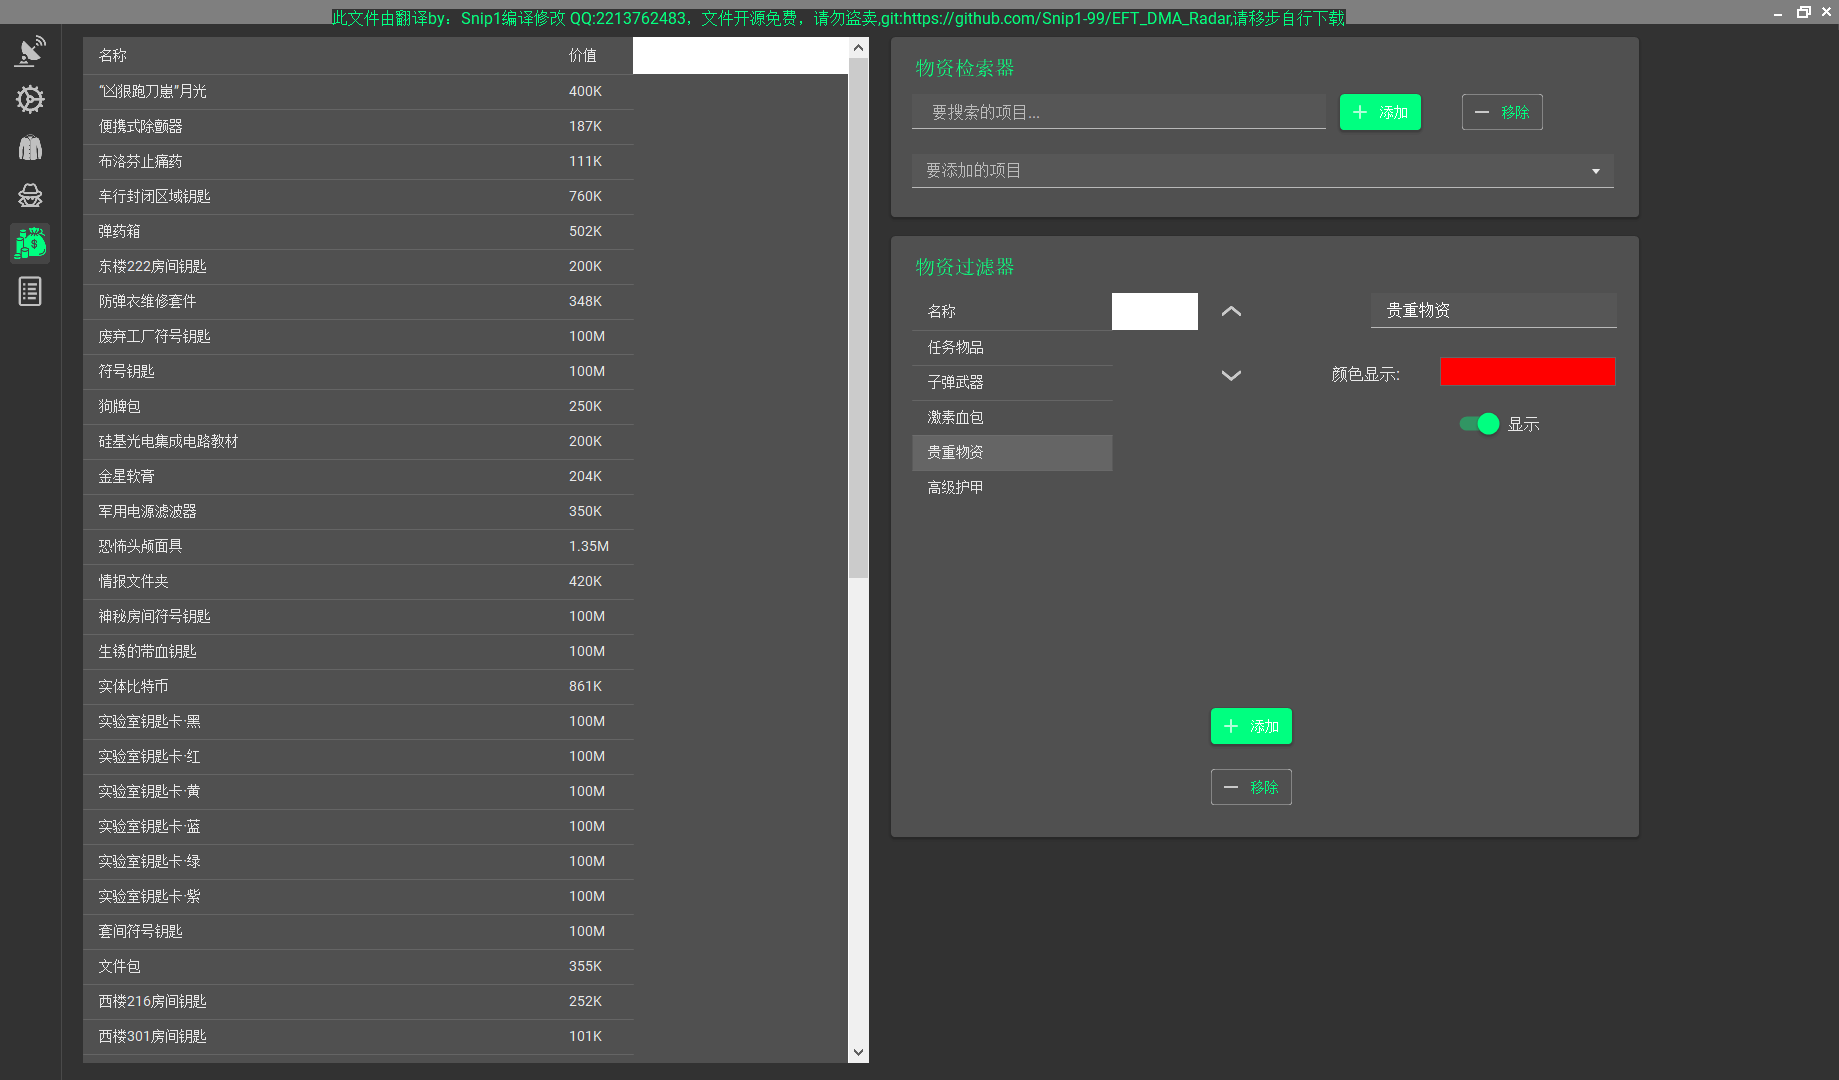 此文件由翻译by：Snip1编译修改 QQ:2213762483，文件开源免费，请勿盗卖,git:https://github.com/Snip1-99/EFT_DMA_Radar,请移步自行下载
名称 价值
“凶狠跑刀崽”月光 400K
便携式除颤器 187K
布洛芬止痛药 111K
车行封闭区域钥匙 760K
弹药箱 502K
东楼222房间钥匙 200K
防弹衣维修套件 348K
废弃工厂符号钥匙 100M
符号钥匙 100M
狗牌包 250K
硅基光电集成电路教材 200K
金星软膏 204K
军用电源滤波器 350K
恐怖头颅面具 1.35M
情报文件夹 420K
神秘房间符号钥匙 100M
生锈的带血钥匙 100M
实体比特币 861K
实验室钥匙卡·黑 100M
实验室钥匙卡·红 100M
实验室钥匙卡·黄 100M
实验室钥匙卡·蓝 100M
实验室钥匙卡·绿 100M
实验室钥匙卡·紫 100M
套间符号钥匙 100M
文件包 355K
西楼216房间钥匙 252K
西楼301房间钥匙 101K
物资检索器
要搜索的项目...
添加
移除
要添加的项目
物资过滤器
名称
任务物品
子弹武器
激素血包
贵重物资
高级护甲
贵重物资
颜色显示:
显示
添加
移除